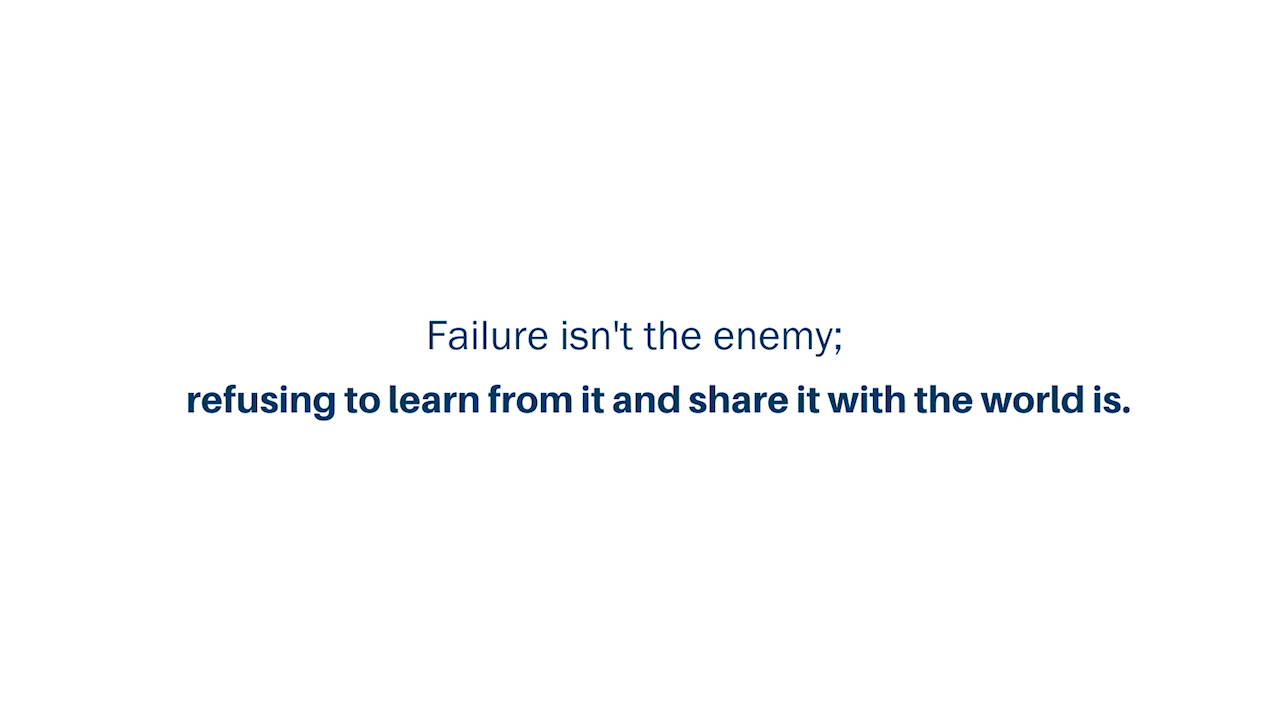 Failure isn't the enemy;
refusing to learn from it and share it with the world is.